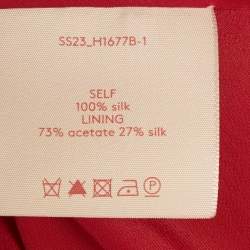 SS23_H1677B-1
SELF
100% silk
LINING
73% acetate 27% silk
P